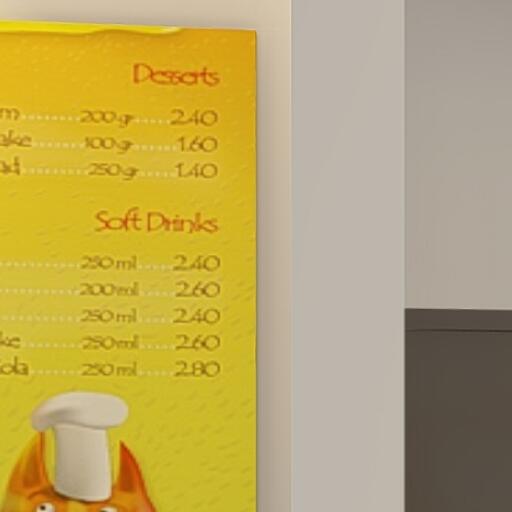 Desserts
m........200 gr......2.40
ake........100 gr......1.60
ad........250 gr......1.40
Soft Drinks
........250 ml......2.40
........200 ml......2.60
........250 ml......2.40
ke........250 ml......2.60
ola........250 ml......2.80